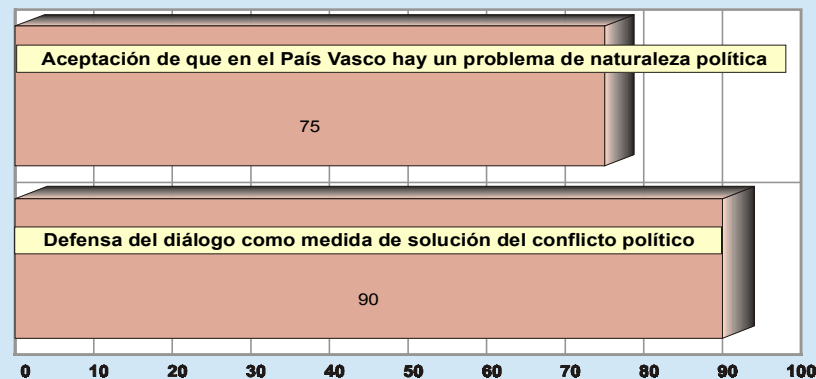 Aceptación de que en el País Vasco hay un problema de naturaleza política
75
Defensa del diálogo como medida de solución del conflicto político
90
0 10 20 30 40 50 60 70 80 90 100